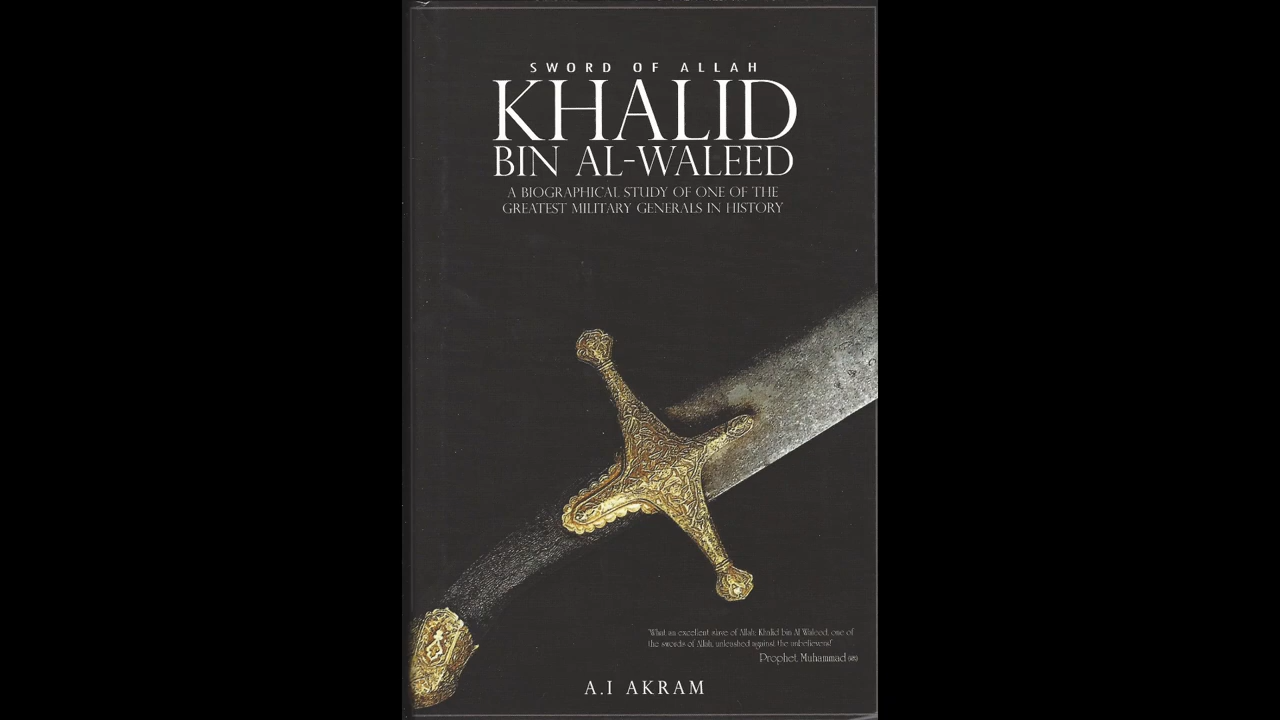 SWORD OF ALLAH
KHALID
BIN AL-WALEED
A BIOGRAPHICAL STUDY OF ONE OF THE
GREATEST MILITARY GENERALS IN HISTORY
"What an excellent slave of Allah, Khalid bin Al Waleed, one of
the swords of Allah, unleashed against the unbelievers!"
Prophet Muhammad
A.I AKRAM